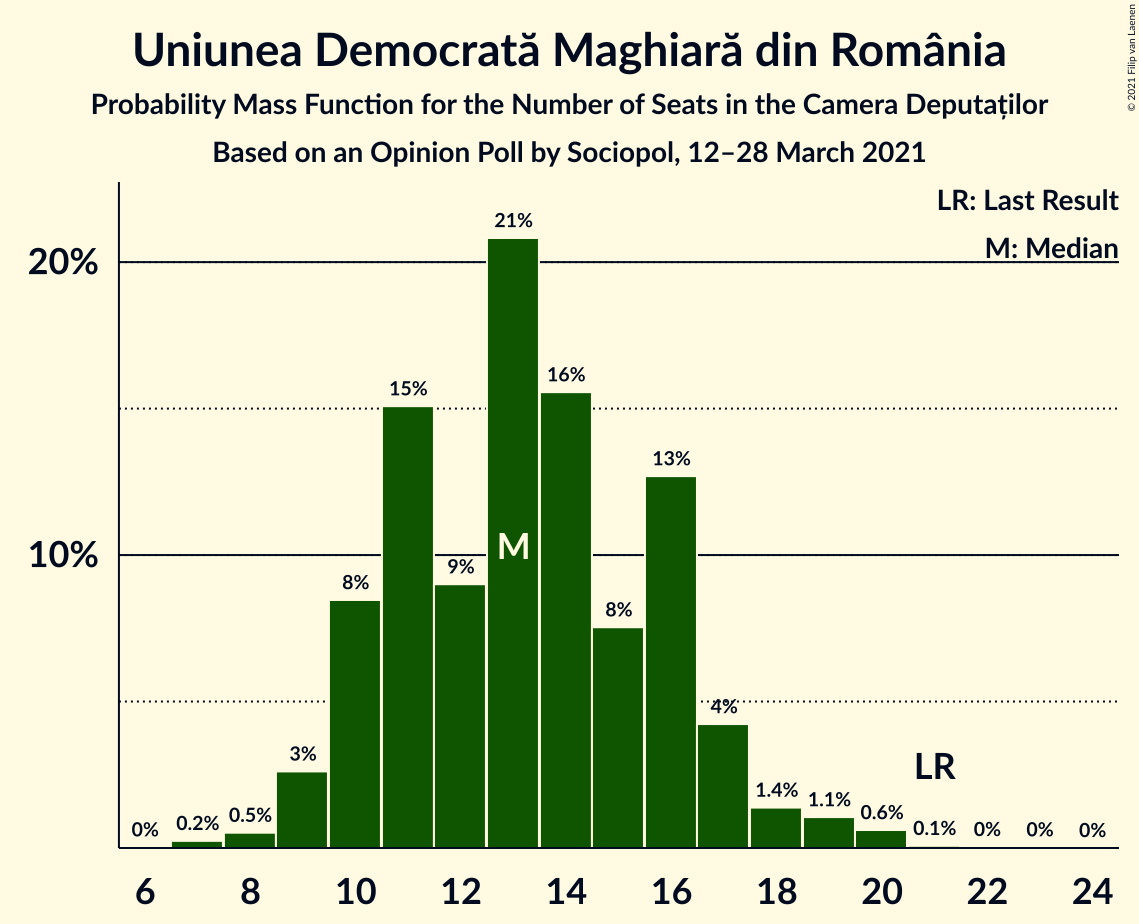 Uniunea Democrată Maghiară din România
Probability Mass Function for the Number of Seats in the Camera Deputaților
Based on an Opinion Poll by Sociopol, 12–28 March 2021
© 2021 Filip van Laenen
LR: Last Result
M: Median
20%
10%
0%
0.2%
0.5%
3%
8%
15%
9%
21%
16%
8%
13%
4%
1.4%
1.1%
0.6%
0.1%
0%
0%
0%
M
LR
6 8 10 12 14 16 18 20 22 24